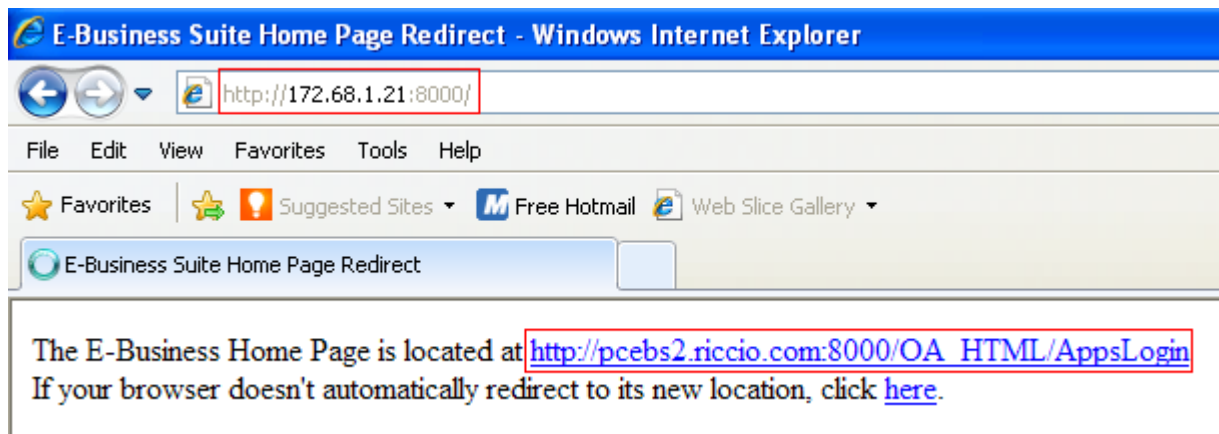 E-Business Suite Home Page Redirect - Windows Internet Explorer
http://172.68.1.21:8000/
File Edit View Favorites Tools Help
Favorites Suggested Sites Free Hotmail Web Slice Gallery
E-Business Suite Home Page Redirect
The E-Business Home Page is located at http://pcebs2.riccio.com:8000/OA_HTML/AppsLogin
If your browser doesn't automatically redirect to its new location, click here.